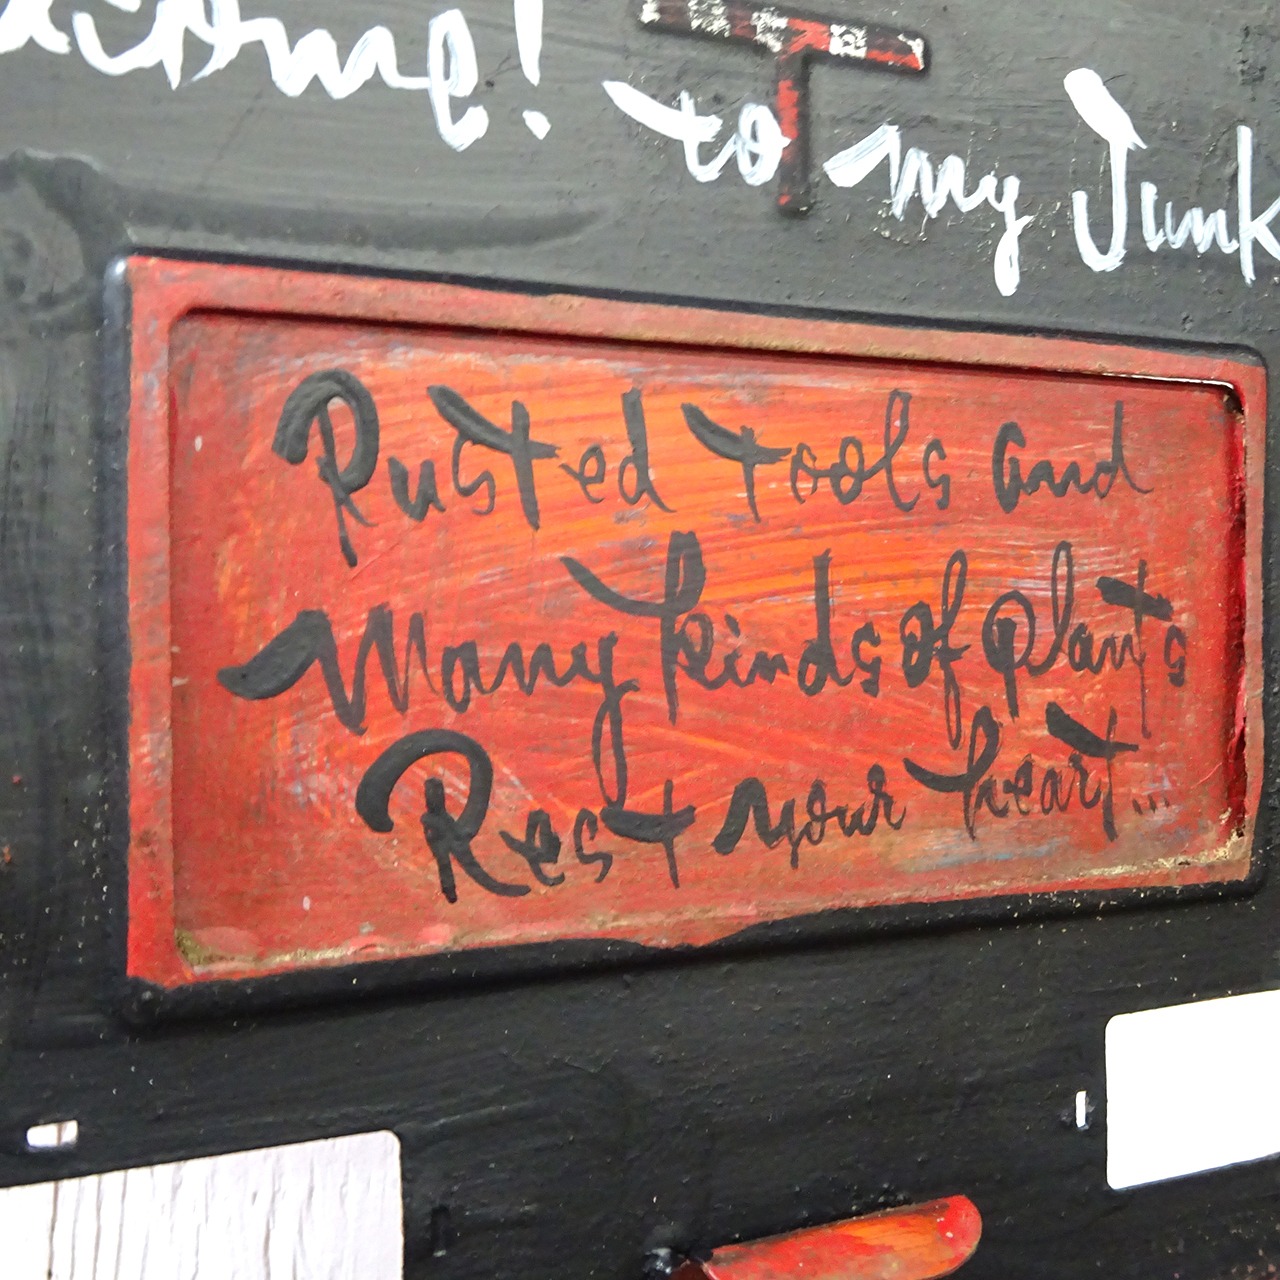 to my Junk
T
Rusted tools and
Many kinds of plants
Rest your heart...